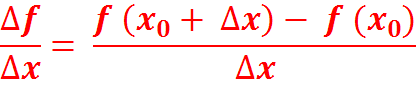 Δf/Δx = (f (x₀ + Δx) − f (x₀))/Δx